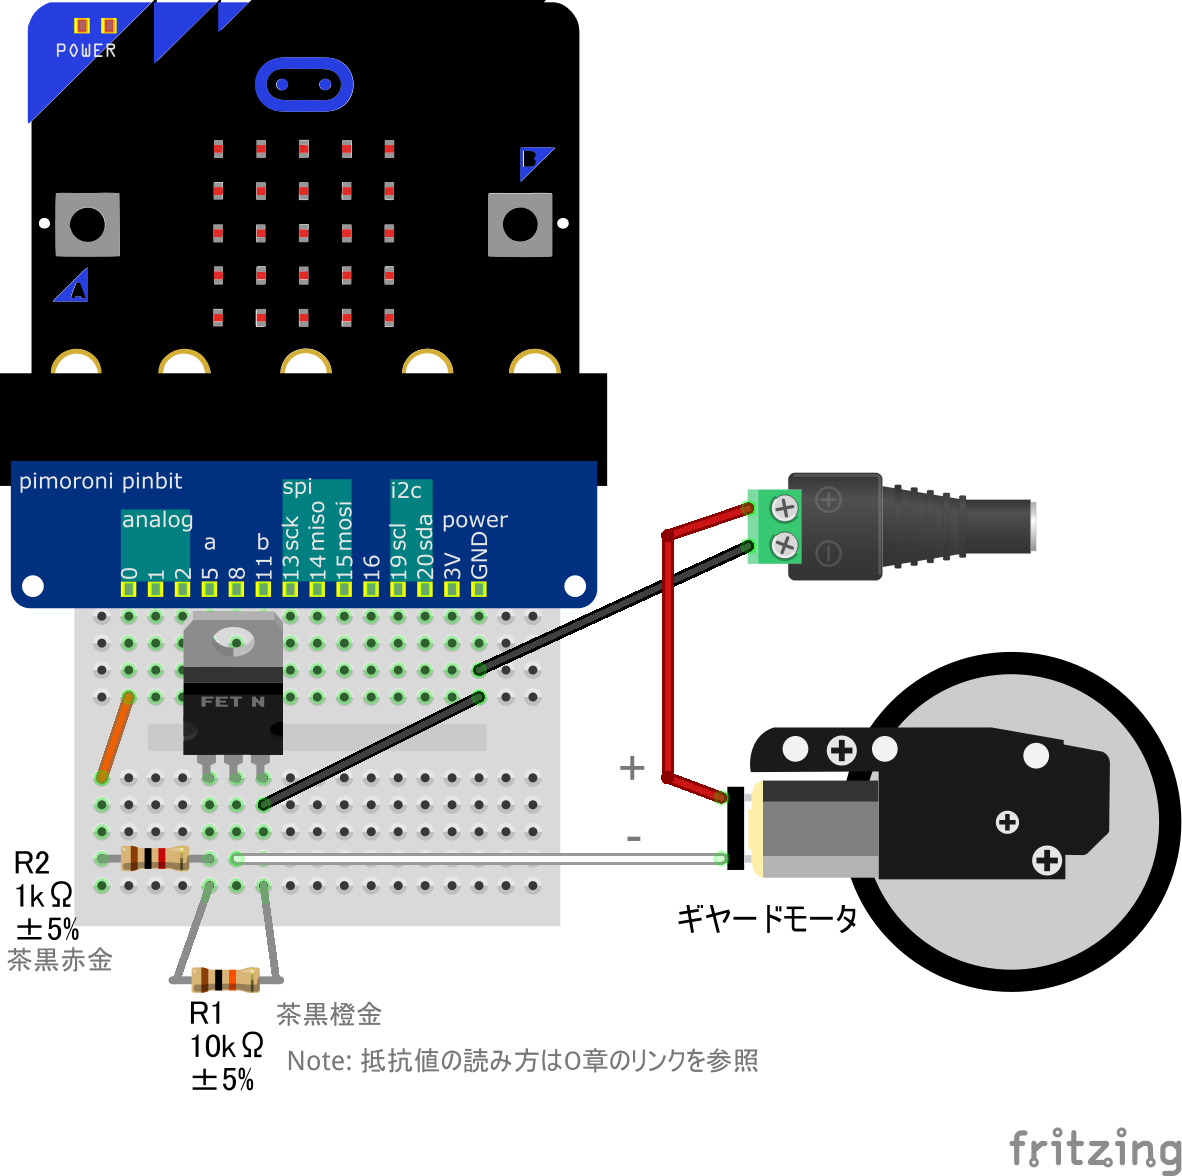 POWER
B
A
pimoroni pinbit
spi
i2c
analog
a
b
power
0
1
2
5
8
11
13 sck
14 miso
15 mosi
16
19 scl
20 sda
3V
GND
FET N
+
-
R2
1kΩ
±5%
茶黒赤金
ギヤードモータ
R1
茶黒橙金
10kΩ
±5%
Note: 抵抗値の読み方は0章のリンクを参照
fritzing